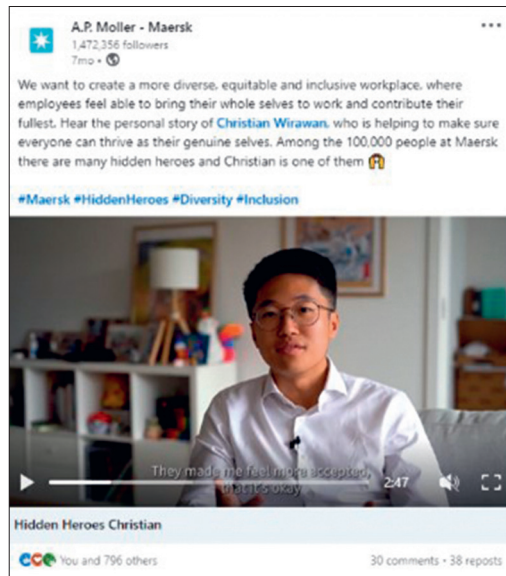 A.P. Moller - Maersk
1,472,356 followers
7mo •
We want to create a more diverse, equitable and inclusive workplace, where
employees feel able to bring their whole selves to work and contribute their
fullest. Hear the personal story of Christian Wirawan, who is helping to make sure
everyone can thrive as their genuine selves. Among the 100,000 people at Maersk
there are many hidden heroes and Christian is one of them
#Maersk #HiddenHeroes #Diversity #Inclusion
They made me feel more accepted,
that it's okay
2:47
Hidden Heroes Christian
You and 796 others
30 comments • 38 reposts